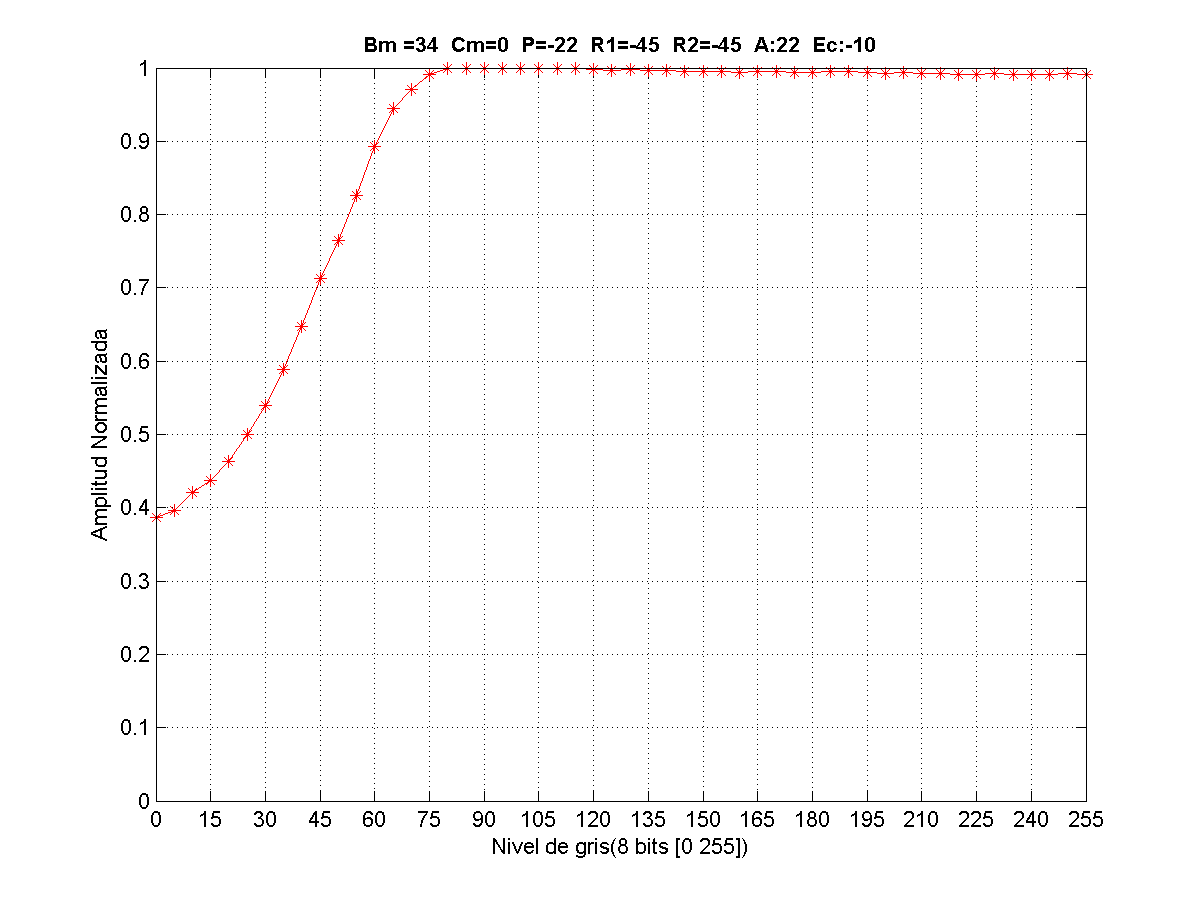 Bm =34 Cm=0 P=-22 R1=-45 R2=-45 A:22 Ec:-10
1
0.9
0.8
0.7
0.6
0.5
0.4
0.3
0.2
0.1
0
Amplitud Normalizada
0 15 30 45 60 75 90 105 120 135 150 165 180 195 210 225 240 255
Nivel de gris(8 bits [0 255])